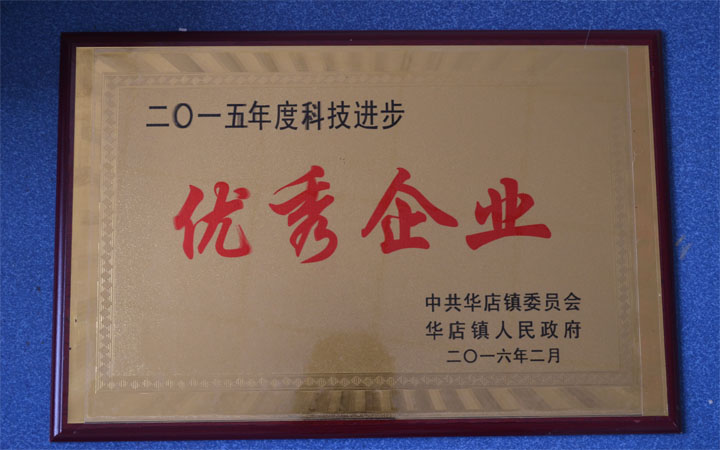 二〇一五年度科技进步
优秀企业
中共华店镇委员会
华店镇人民政府
二〇一六年二月